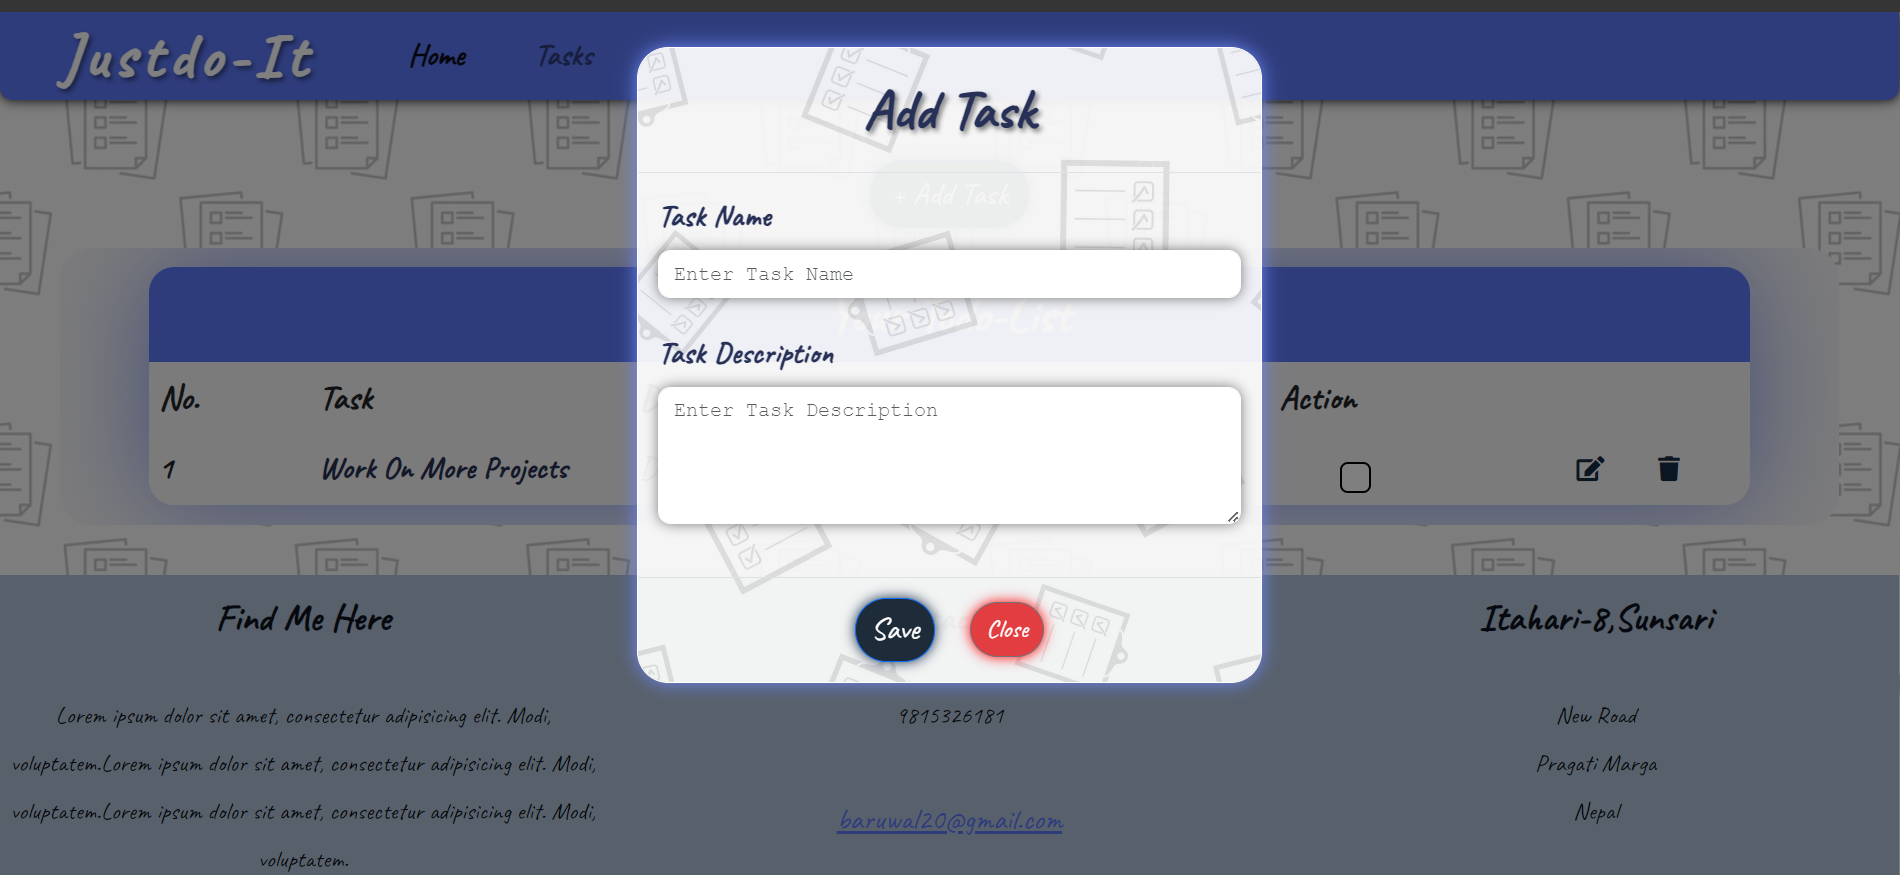 Justdo-It
Home
Tasks
Add Task
+ Add Task
Task Name
Enter Task Name
Task Description
Enter Task Description
No.
Task
Action
1
Work On More Projects
Save
Close
Find Me Here
Lorem ipsum dolor sit amet, consectetur adipisicing elit. Modi,
voluptatem.Lorem ipsum dolor sit amet, consectetur adipisicing elit. Modi,
voluptatem.Lorem ipsum dolor sit amet, consectetur adipisicing elit. Modi,
voluptatem.
9815326181
baruwal20@gmail.com
Itahari-8,Sunsari
New Road
Pragati Marga
Nepal